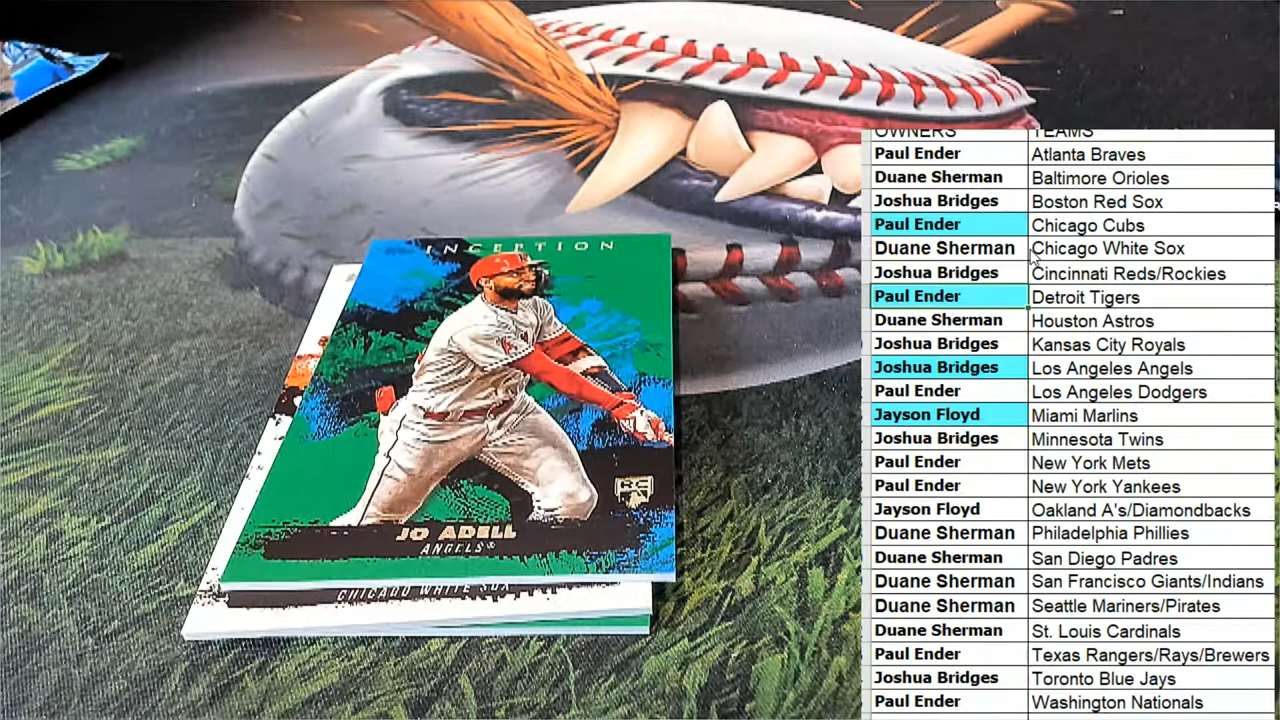 INCEPTION
RC
JO ADELL
ANGELS®
CHICAGO WHITE SOX
OWNERS TEAMS
Paul Ender Atlanta Braves
Duane Sherman Baltimore Orioles
Joshua Bridges Boston Red Sox
Paul Ender Chicago Cubs
Duane Sherman Chicago White Sox
Joshua Bridges Cincinnati Reds/Rockies
Paul Ender Detroit Tigers
Duane Sherman Houston Astros
Joshua Bridges Kansas City Royals
Joshua Bridges Los Angeles Angels
Paul Ender Los Angeles Dodgers
Jayson Floyd Miami Marlins
Joshua Bridges Minnesota Twins
Paul Ender New York Mets
Paul Ender New York Yankees
Jayson Floyd Oakland A's/Diamondbacks
Duane Sherman Philadelphia Phillies
Duane Sherman San Diego Padres
Duane Sherman San Francisco Giants/Indians
Duane Sherman Seattle Mariners/Pirates
Duane Sherman St. Louis Cardinals
Paul Ender Texas Rangers/Rays/Brewers
Joshua Bridges Toronto Blue Jays
Paul Ender Washington Nationals